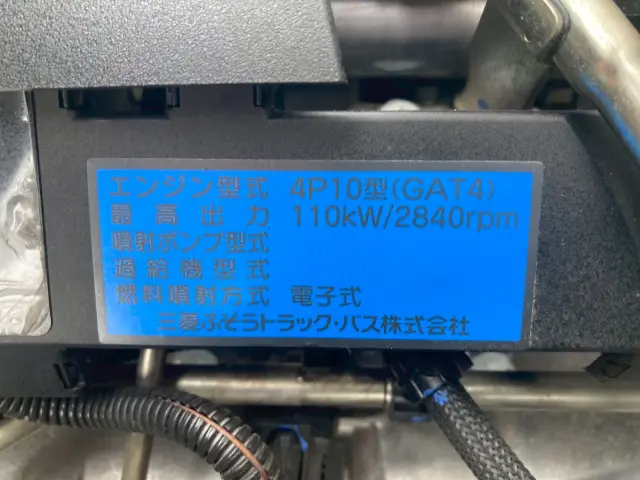 エンジン型式 4P10型(GAT4)
最高出力 110kW/2840rpm
噴射ポンプ型式
過給機型式
燃料噴射方式 電子式
三菱ふそうトラック・バス株式会社